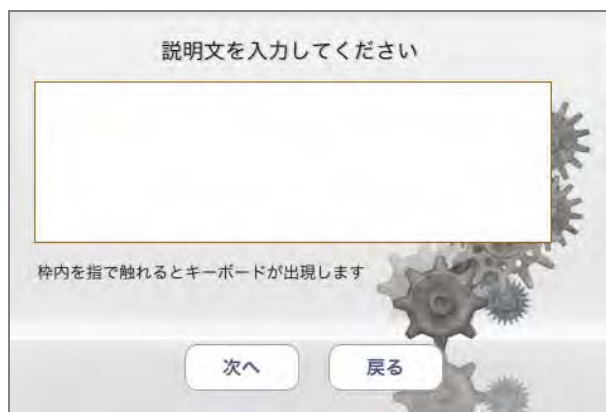 説明文を入力してください
枠内を指で触れるとキーボードが出現します
次へ
戻る